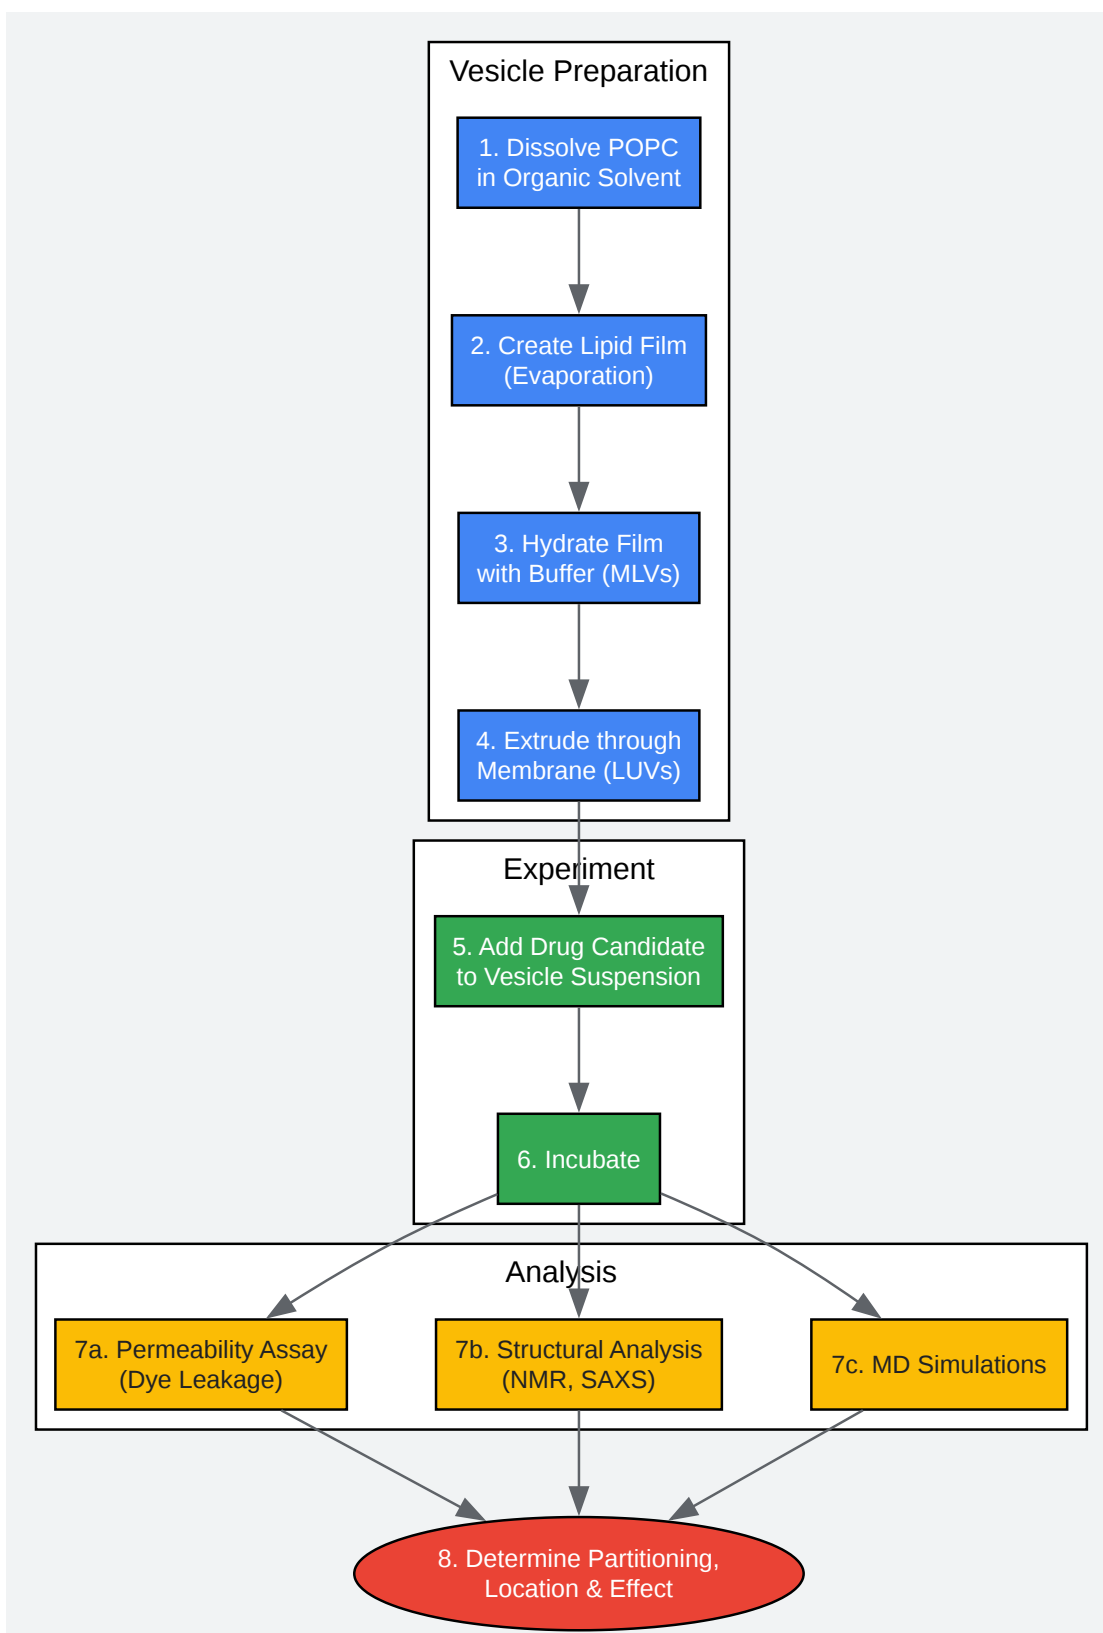 Vesicle Preparation
1. Dissolve POPC
in Organic Solvent
2. Create Lipid Film
(Evaporation)
3. Hydrate Film
with Buffer (MLVs)
4. Extrude through
Membrane (LUVs)
Experiment
5. Add Drug Candidate
to Vesicle Suspension
6. Incubate
Analysis
7a. Permeability Assay
(Dye Leakage)
7b. Structural Analysis
(NMR, SAXS)
7c. MD Simulations
8. Determine Partitioning,
Location & Effect